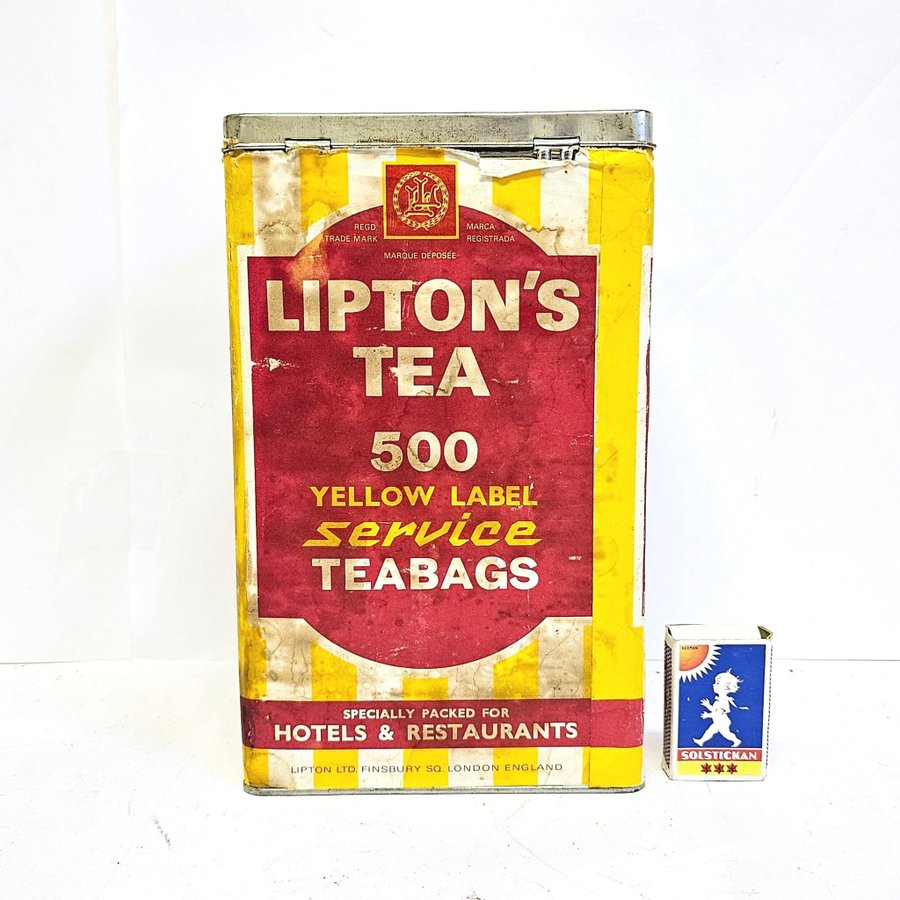 REGD. TRADE MARK
MARCA REGISTRADA
MARQUE DÉPOSÉE
LIPTON'S
TEA
500
YELLOW LABEL
service
TEABAGS
SPECIALLY PACKED FOR
HOTELS & RESTAURANTS
LIPTON LTD. FINSBURY SQ. LONDON ENGLAND
NERMAN
SOLSTICKAN